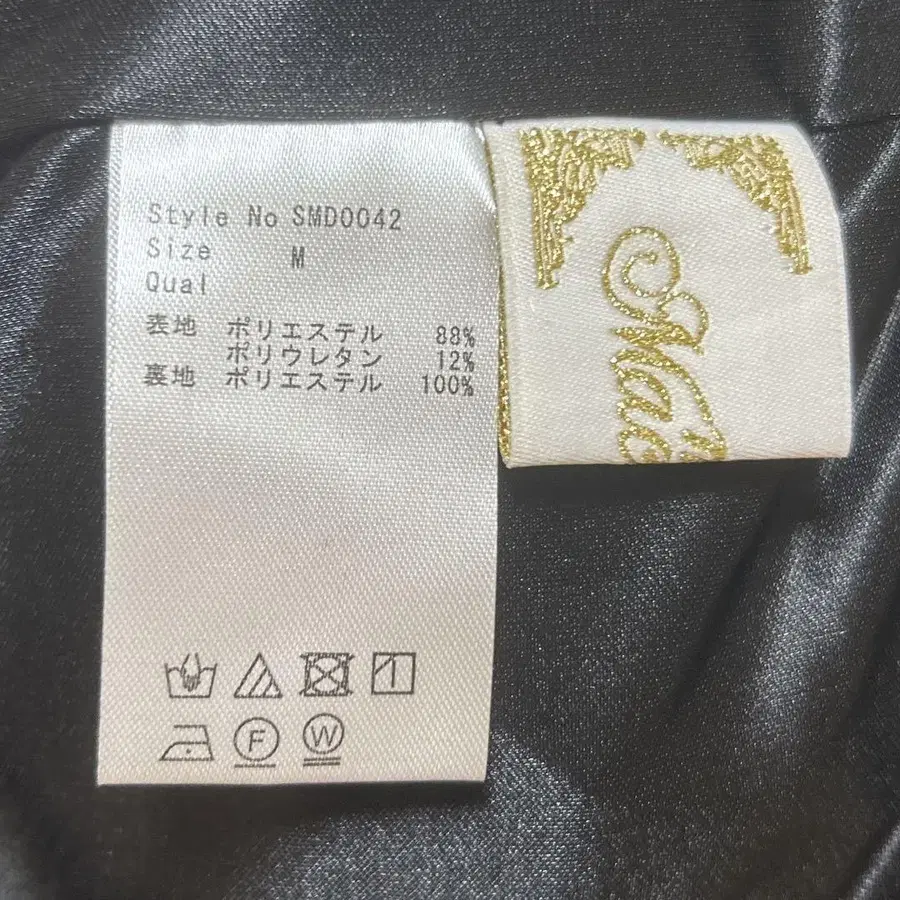 Style No SMD0042
Size M
Qual
表地 ポリエステル 88%
ポリウレタン 12%
裏地 ポリエステル 100%
F W